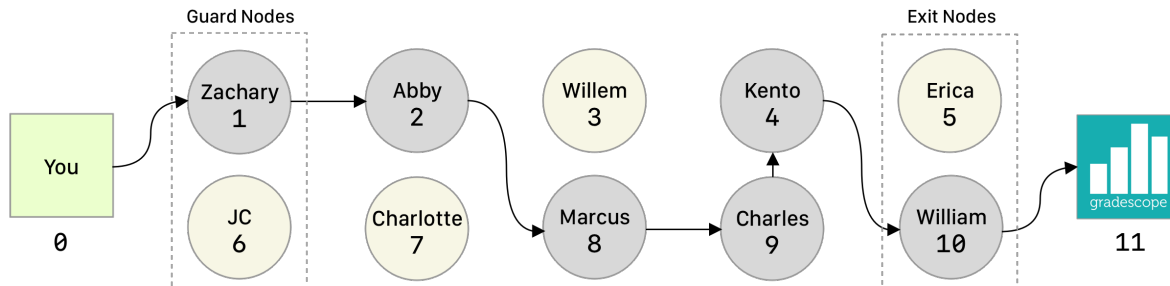 Guard Nodes
Exit Nodes
Zachary
1
Abby
2
Willem
3
Kento
4
Erica
5
You
0
JC
6
Charlotte
7
Marcus
8
Charles
9
William
10
gradescope
11